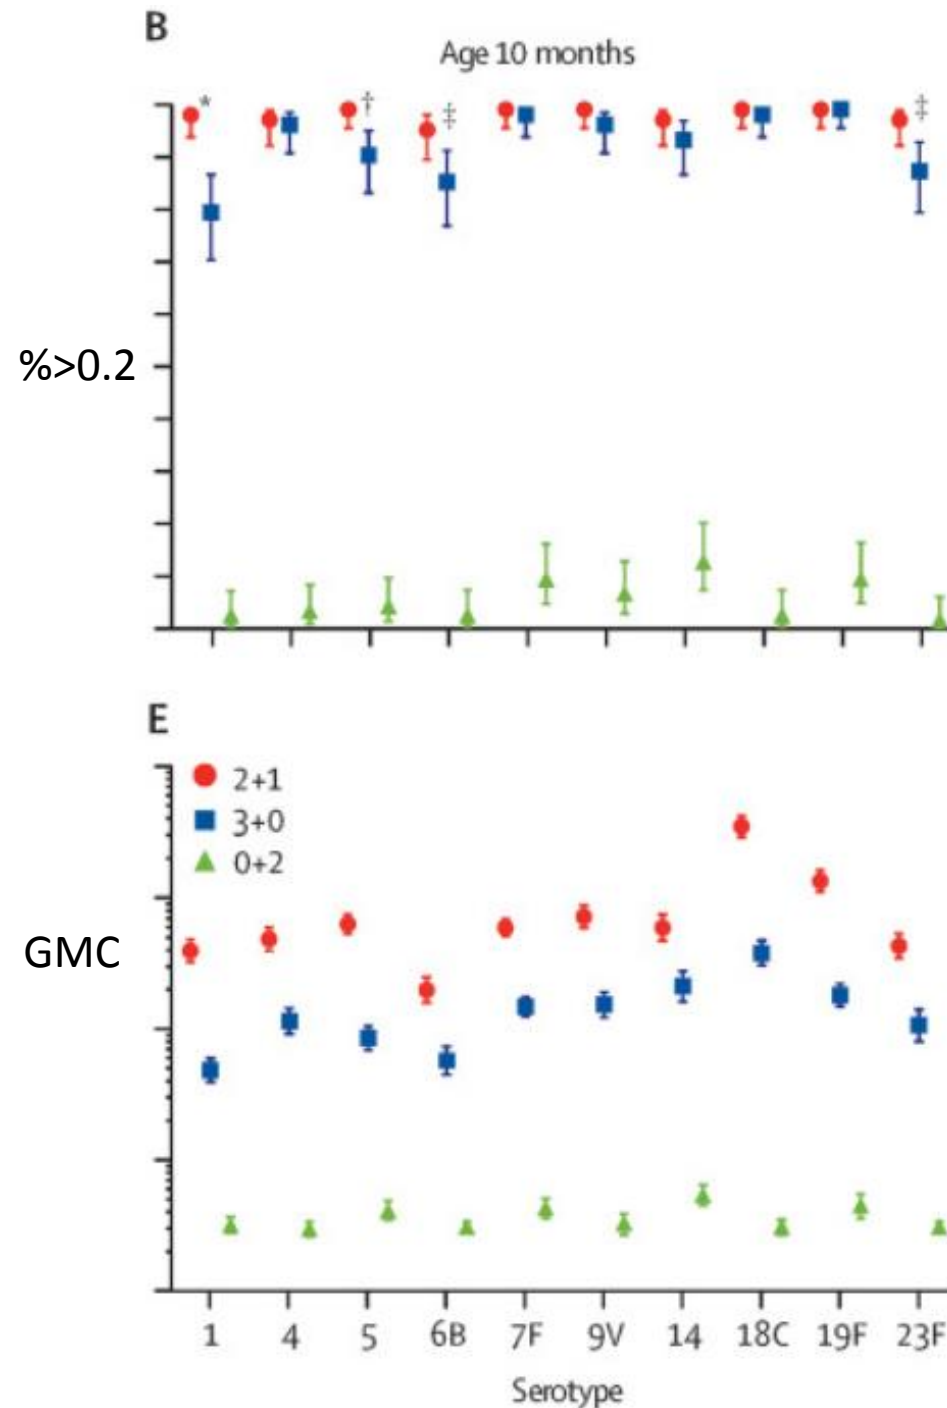 B
Age 10 months
* † ‡ ‡
%>0.2
E
2+1
3+0
0+2
GMC
1 4 5 6B 7F 9V 14 18C 19F 23F
Serotype